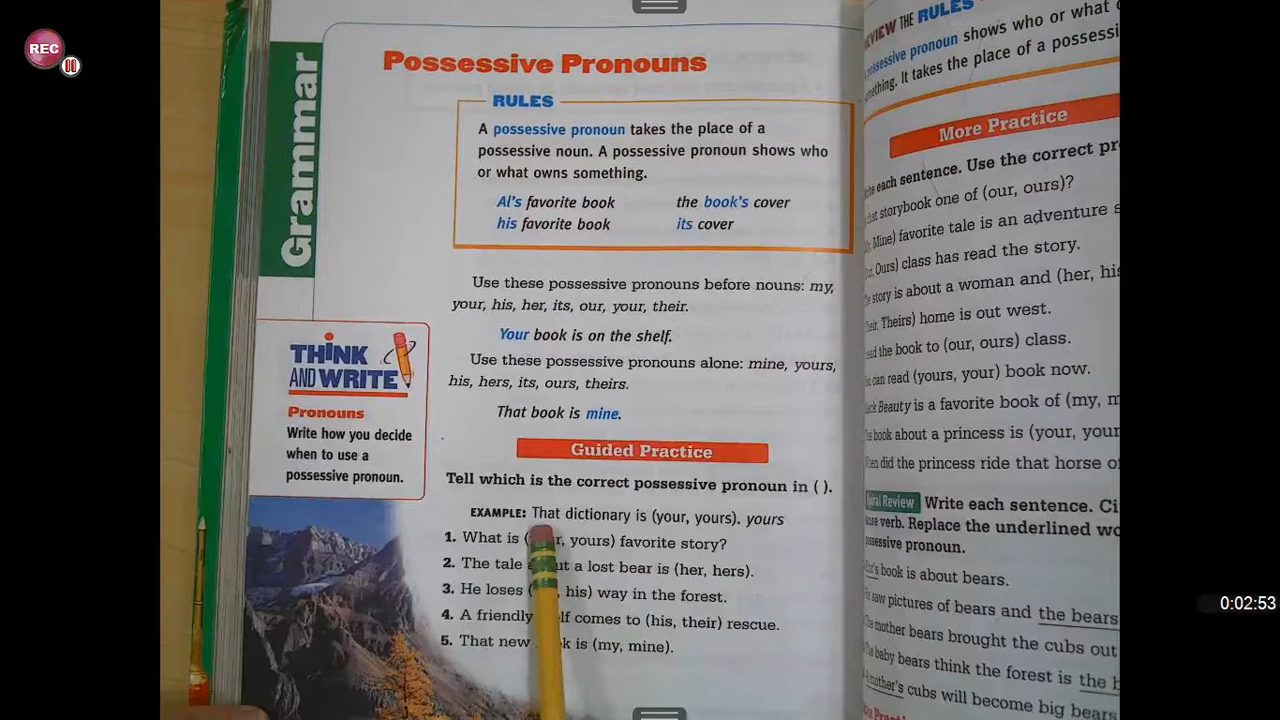 REC
Grammar
Possessive Pronouns
RULES
A possessive pronoun takes the place of a
possessive noun. A possessive pronoun shows who
or what owns something.
Al's favorite book the book's cover
his favorite book its cover
Use these possessive pronouns before nouns: my,
your, his, her, its, our, your, their.
Your book is on the shelf.
Use these possessive pronouns alone: mine, yours,
his, hers, its, ours, theirs.
That book is mine.
THiNK
AND WRITE
Pronouns
Write how you decide
when to use a
possessive pronoun.
Guided Practice
Tell which is the correct possessive pronoun in ( ).
EXAMPLE: That dictionary is (your, yours). yours
1. What is ( yours) favorite story?
2. The tale a lost bear is (her, hers).
3. He loses ( his) way in the forest.
4. A friendly comes to (his, their) rescue.
5. That new is (my, mine).
THE RULES
possessive pronoun shows who or what
something. It takes the place of a
More Practice
each sentence. Use the correct
storybook one of (our, ours)?
Mine) favorite tale is an adventure
Ours) class has read the story.
story is about a woman and (her,
Theirs) home is out west.
the book to (our, ours) class.
can read (yours, your) book now.
Beauty is a favorite book of (my,
book about a princess is (your,
did the princess ride that horse
Review Write each sentence.
verb. Replace the underlined
possessive pronoun.
book is about bears.
saw pictures of bears and the bears
mother bears brought the cubs out
baby bears think the forest is the
mother's cubs will become big bears
0:02:53